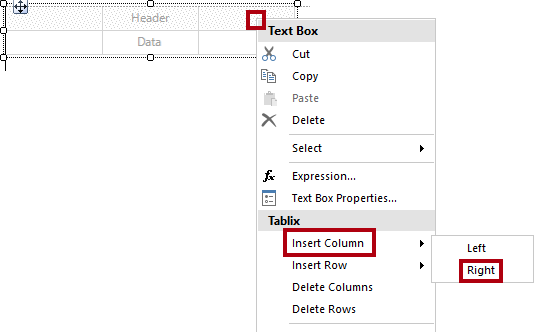 Header
Data
Text Box
Cut
Copy
Paste
Delete
Select
fx Expression...
Text Box Properties...
Tablix
Insert Column
Left
Insert Row
Right
Delete Columns
Delete Rows